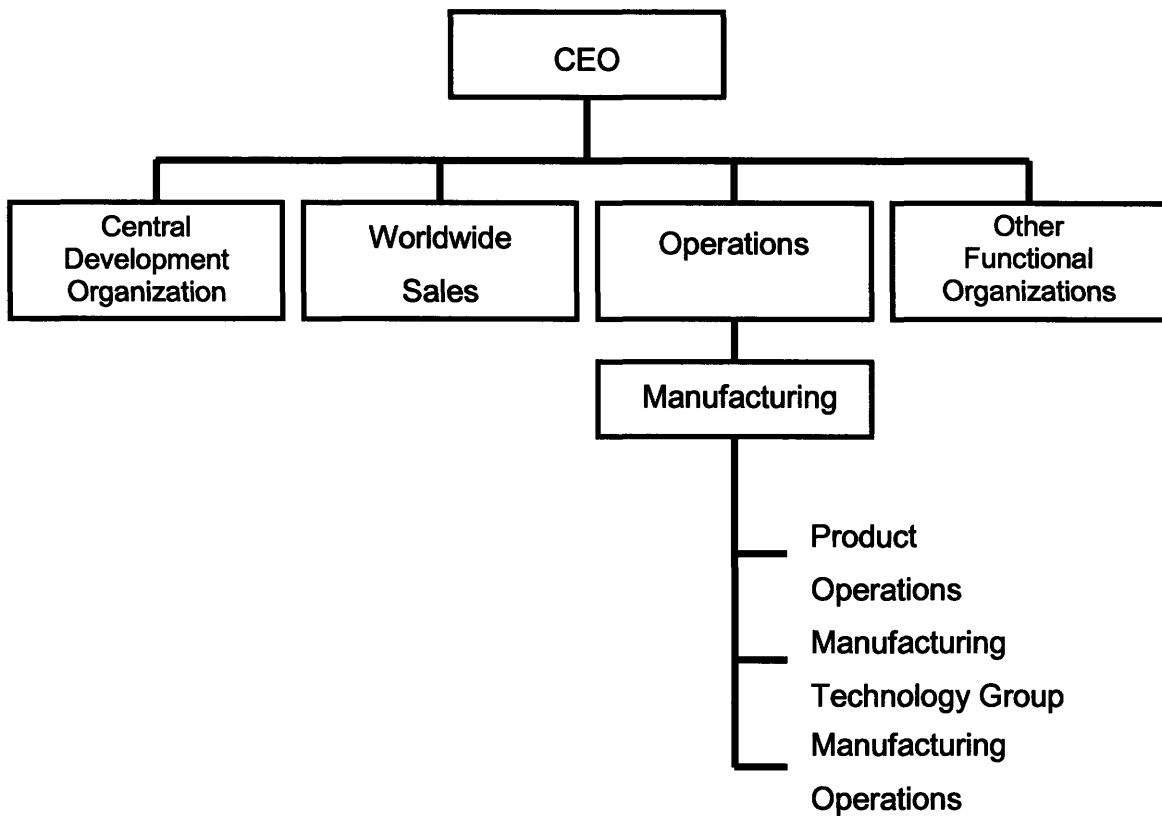 CEO
Central
Development
Organization
Worldwide
Sales
Operations
Other
Functional
Organizations
Manufacturing
Product
Operations
Manufacturing
Technology Group
Manufacturing
Operations